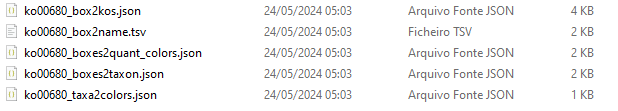 ko00680_box2kos.json 24/05/2024 05:03 Arquivo Fonte JSON 4 KB
ko00680_box2name.tsv 24/05/2024 05:03 Ficheiro TSV 2 KB
ko00680_boxes2quant_colors.json 24/05/2024 05:03 Arquivo Fonte JSON 2 KB
ko00680_boxes2taxon.json 24/05/2024 05:03 Arquivo Fonte JSON 2 KB
ko00680_taxa2colors.json 24/05/2024 05:03 Arquivo Fonte JSON 1 KB